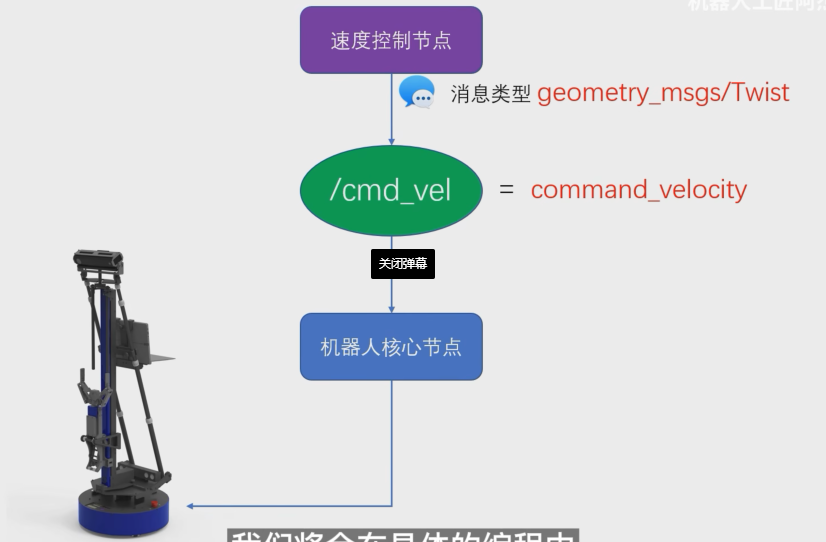 机器人工匠阿杰
速度控制节点
消息类型 geometry_msgs/Twist
/cmd_vel = command_velocity
关闭弹幕
机器人核心节点
我们将会在具体的编程中